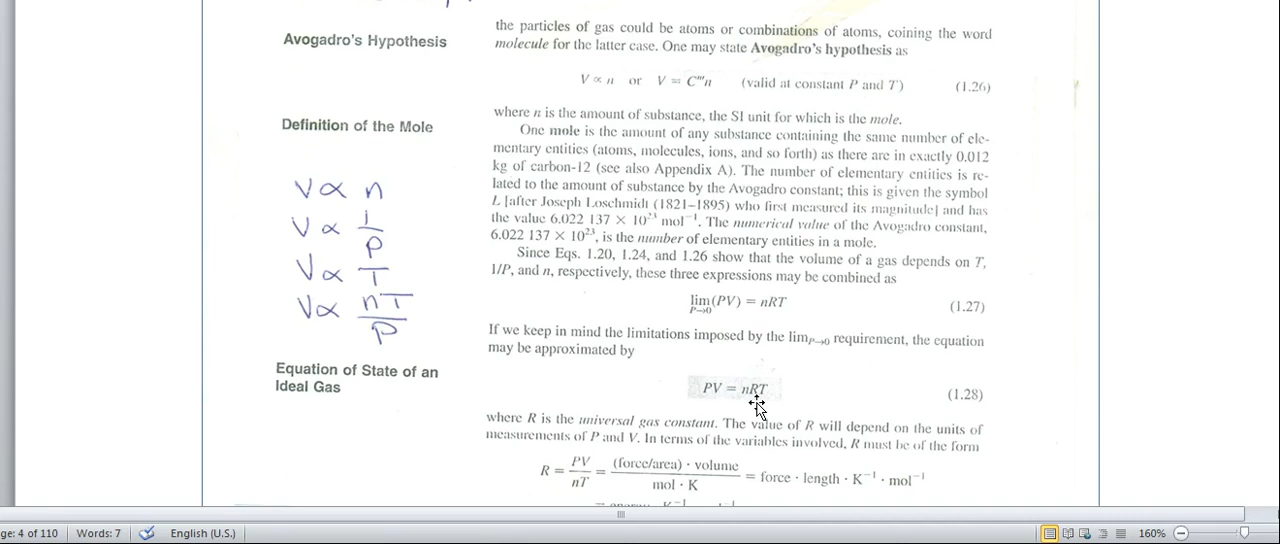 Avogadro's Hypothesis
the particles of gas could be atoms or combinations of atoms, coining the word
molecule for the latter case. One may state Avogadro's hypothesis as
V ∝ n or V = C‴n (valid at constant P and T) (1.26)
where n is the amount of substance, the SI unit for which is the mole.
Definition of the Mole
One mole is the amount of any substance containing the same number of ele-
mentary entities (atoms, molecules, ions, and so forth) as there are in exactly 0.012
kg of carbon-12 (see also Appendix A). The number of elementary entities is re-
lated to the amount of substance by the Avogadro constant; this is given the symbol
L [after Joseph Loschmidt (1821–1895) who first measured its magnitude] and has
the value 6.022 137 × 10²³ mol⁻¹. The numerical value of the Avogadro constant,
6.022 137 × 10²³, is the number of elementary entities in a mole.
Since Eqs. 1.20, 1.24, and 1.26 show that the volume of a gas depends on T,
1/P, and n, respectively, these three expressions may be combined as
V ∝ n
V ∝ 1/P
V ∝ T
V ∝ nT/P
lim(PV) = nRT (1.27)
P→0
If we keep in mind the limitations imposed by the limP→0 requirement, the equation
may be approximated by
Equation of State of an
Ideal Gas
PV = nRT (1.28)
where R is the universal gas constant. The value of R will depend on the units of
measurements of P and V. In terms of the variables involved, R must be of the form
R = PV/nT = (force/area) · volume/mol · K = force · length · K⁻¹ · mol⁻¹
ge: 4 of 110 Words: 7 English (U.S.) 160%